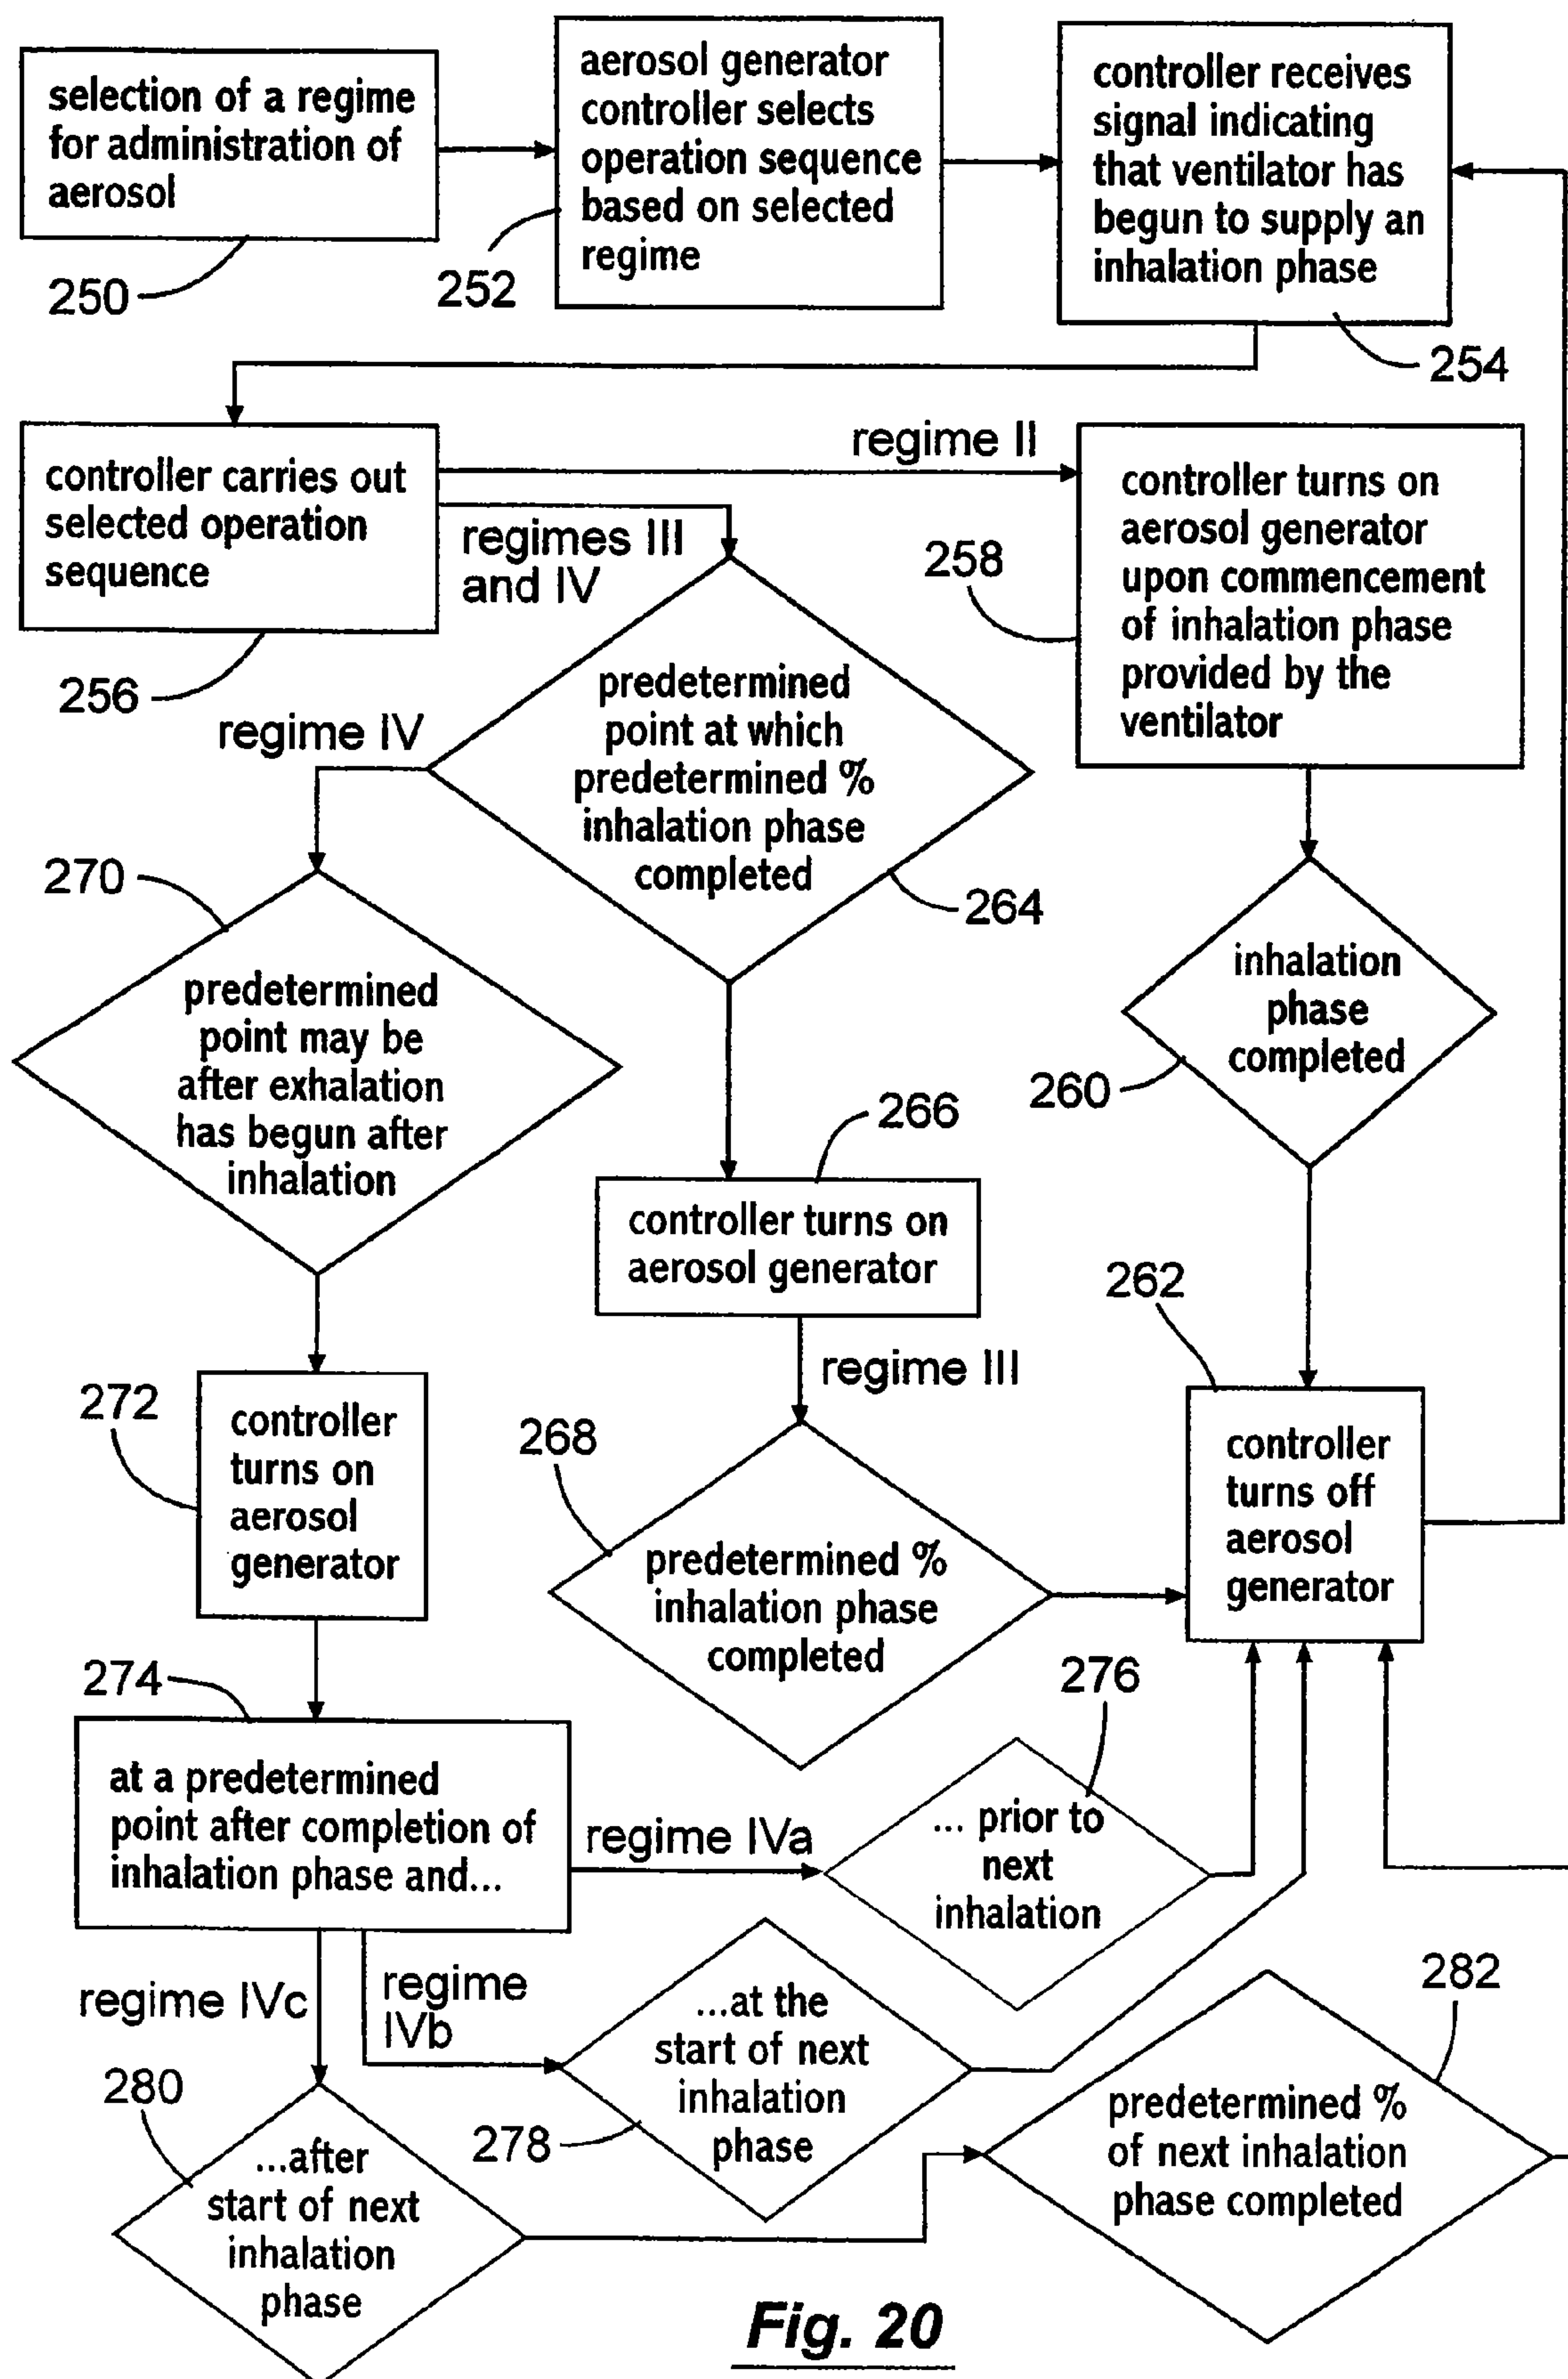 selection of a regime
for administration of
aerosol
250
aerosol generator
controller selects
operation sequence
based on selected
regime
252
controller receives
signal indicating
that ventilator has
begun to supply an
inhalation phase
254
controller carries out
selected operation
sequence
256
regime II
regimes III
and IV
controller turns on
aerosol generator
upon commencement
of inhalation phase
provided by the
ventilator
258
predetermined
point at which
predetermined %
inhalation phase
completed
264
regime IV
270
predetermined
point may be
after exhalation
has begun after
inhalation
inhalation
phase
completed
260
266
controller turns on
aerosol generator
regime III
262
controller
turns off
aerosol
generator
272
controller
turns on
aerosol
generator
268
predetermined %
inhalation phase
completed
274
at a predetermined
point after completion of
inhalation phase and...
regime IVa
276
... prior to
next
inhalation
regime IVc
regime
IVb
...at the
start of next
inhalation
phase
278
280
...after
start of next
inhalation
phase
282
predetermined %
of next inhalation
phase completed
Fig. 20